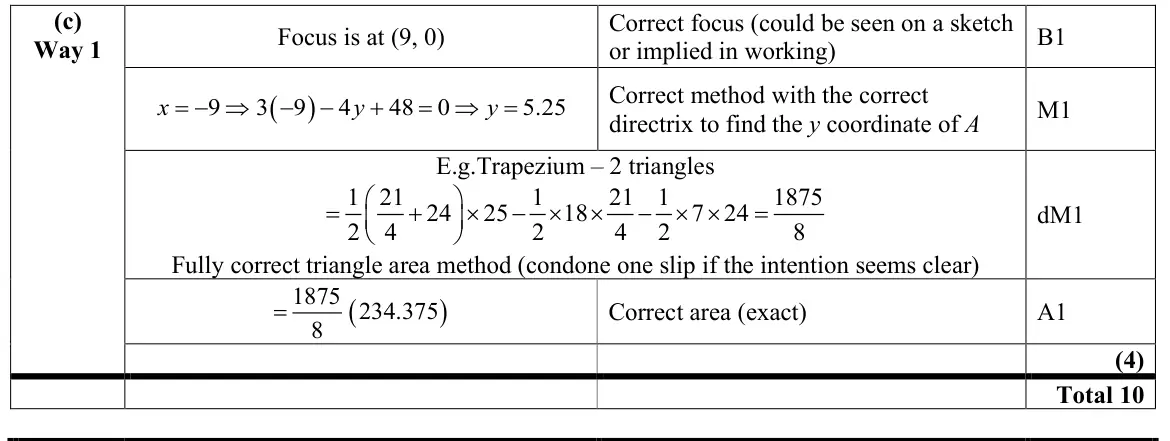 (c)
Way 1
Focus is at (9, 0)
Correct focus (could be seen on a sketch
or implied in working)
B1
x = −9 ⇒ 3(−9) − 4y + 48 = 0 ⇒ y = 5.25
Correct method with the correct
directrix to find the y coordinate of A
M1
E.g.Trapezium – 2 triangles
= 1/2 (21/4 + 24) × 25 − 1/2 × 18 × 21/4 − 1/2 × 7 × 24 = 1875/8
Fully correct triangle area method (condone one slip if the intention seems clear)
dM1
= 1875/8 (234.375)
Correct area (exact)
A1
(4)
Total 10